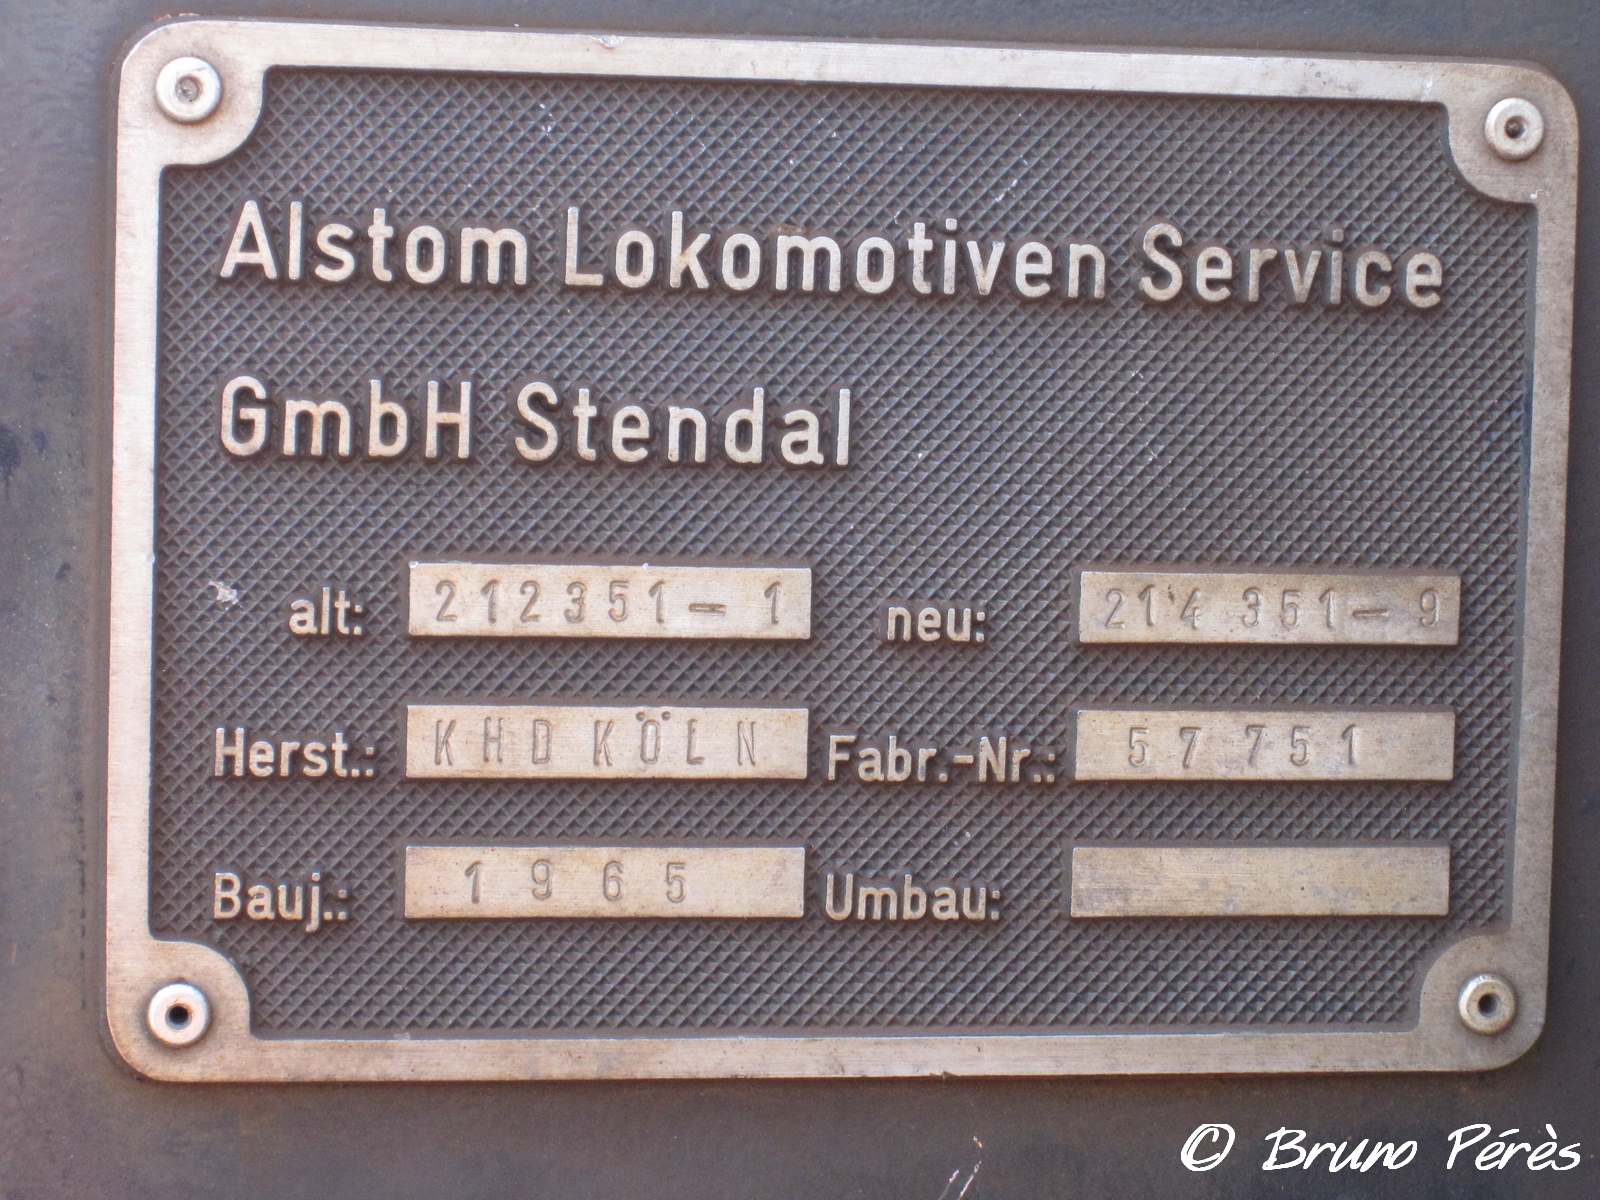 Alstom Lokomotiven Service
GmbH Stendal
alt: 212351-1 neu: 214 351-9
Herst.: KHD KÖLN Fabr.-Nr.: 57751
Bauj.: 1965 Umbau:
© Bruno Pérès